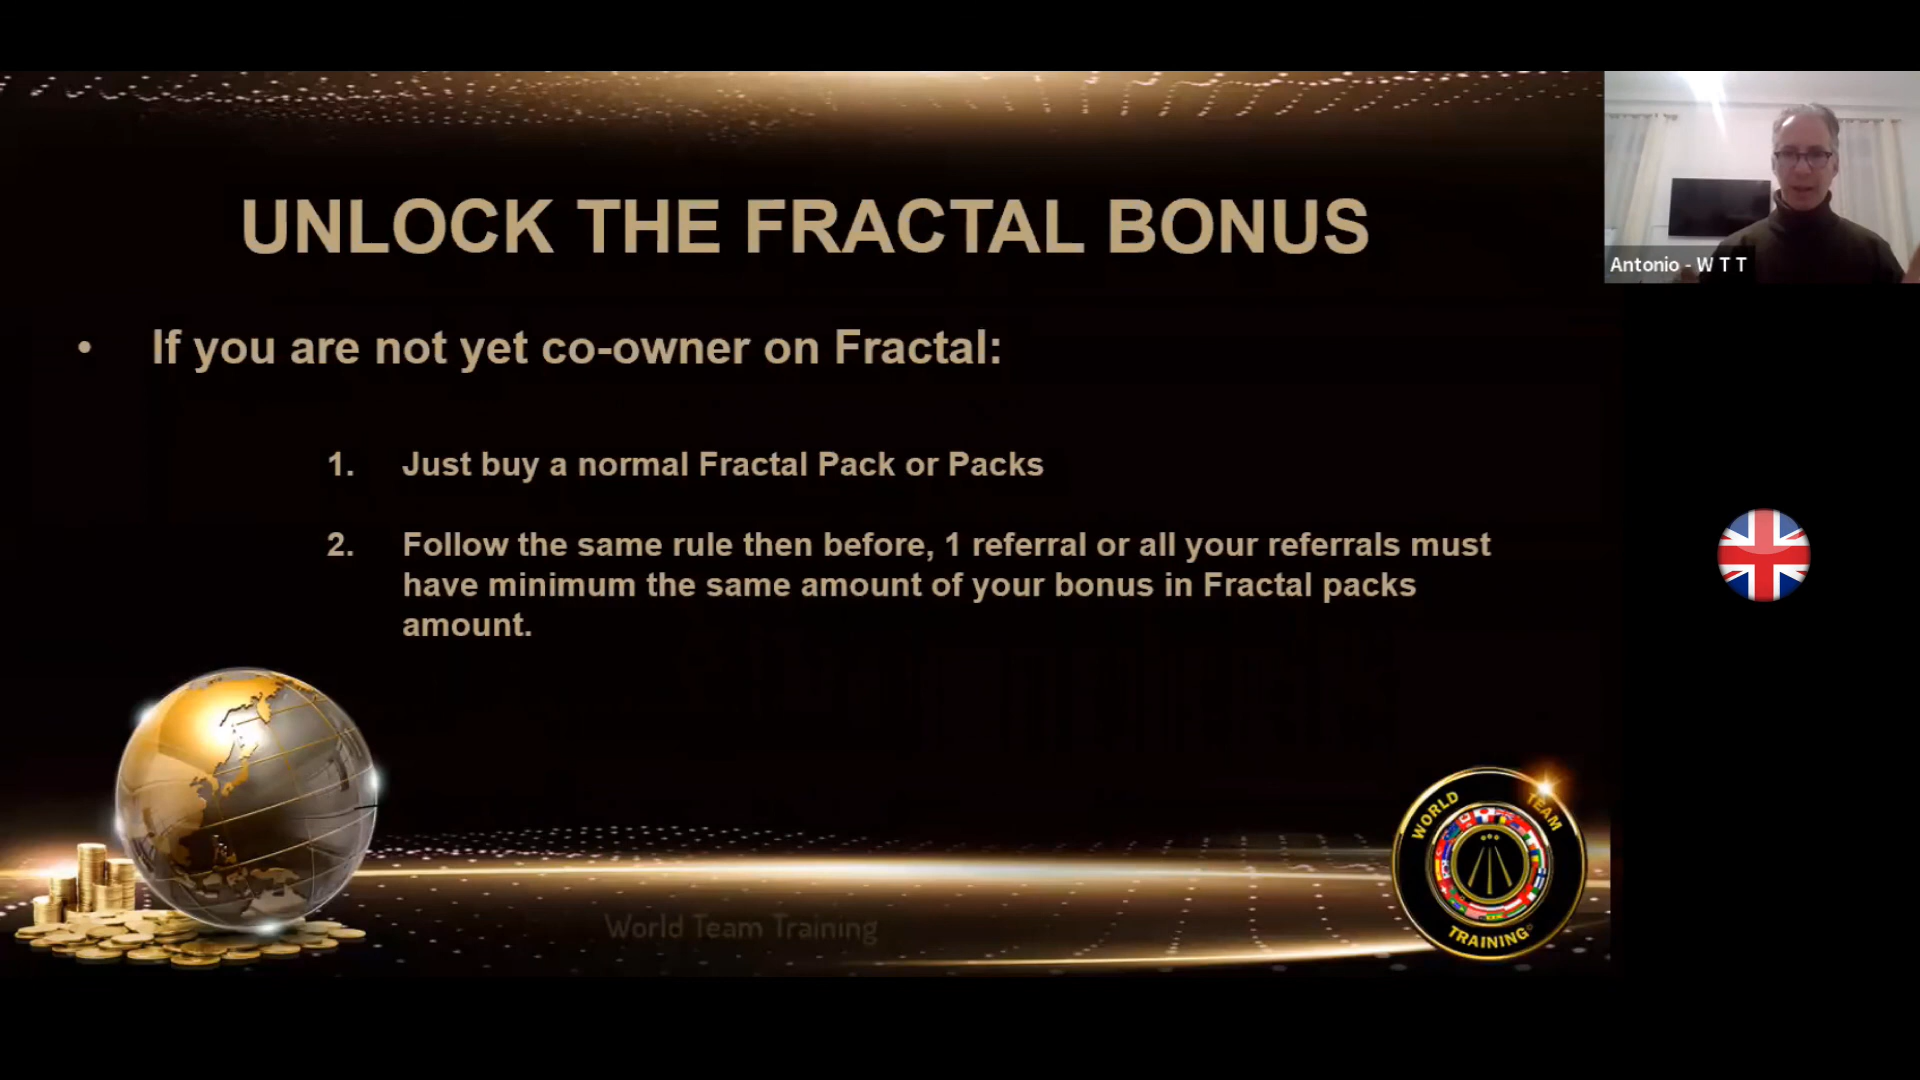 UNLOCK THE FRACTAL BONUS
Antonio - W T T
• If you are not yet co-owner on Fractal:
1. Just buy a normal Fractal Pack or Packs
2. Follow the same rule then before, 1 referral or all your referrals must
have minimum the same amount of your bonus in Fractal packs
amount.
WORLD TEAM
TRAINING
World Team Training